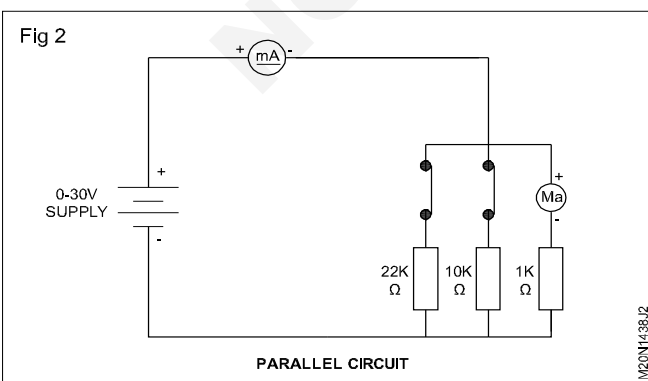 Fig 2
+ mA -
+
0-30V
SUPPLY
-
+
Ma
-
22K
Ω
10K
Ω
1K
Ω
PARALLEL CIRCUIT
M20N1438J2